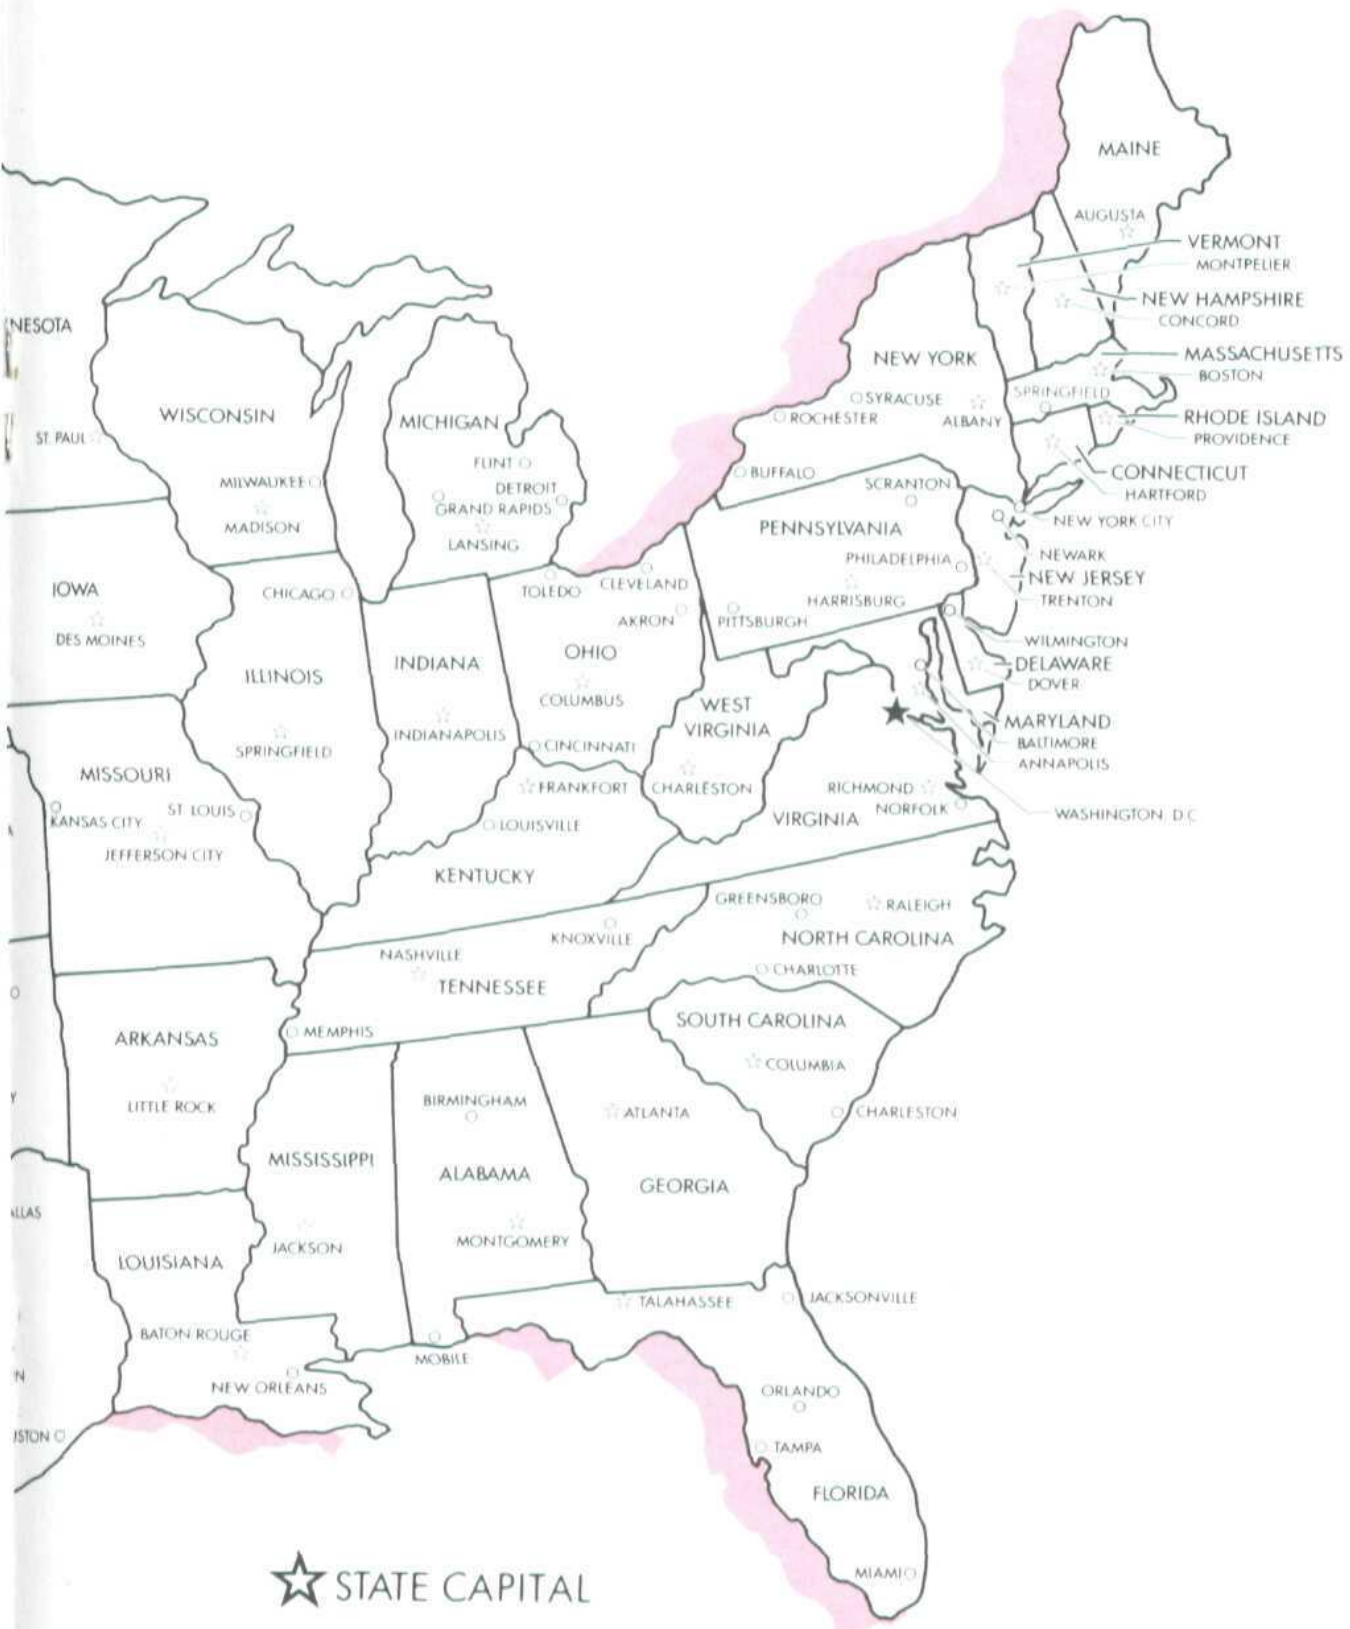 MAINE
AUGUSTA
VERMONT
MONTPELIER
NEW HAMPSHIRE
CONCORD
NESOTA
MASSACHUSETTS
BOSTON
NEW YORK
SPRINGFIELD
SYRACUSE
ALBANY
ROCHESTER
RHODE ISLAND
PROVIDENCE
WISCONSIN
MICHIGAN
ST. PAUL
FLINT
BUFFALO
SCRANTON
CONNECTICUT
HARTFORD
MILWAUKEE
DETROIT
GRAND RAPIDS
MADISON
LANSING
PENNSYLVANIA
NEW YORK CITY
PHILADELPHIA
NEWARK
NEW JERSEY
TRENTON
IOWA
CHICAGO
TOLEDO
CLEVELAND
HARRISBURG
AKRON
PITTSBURGH
DES MOINES
OHIO
WILMINGTON
INDIANA
DELAWARE
DOVER
ILLINOIS
COLUMBUS
WEST
VIRGINIA
MARYLAND
BALTIMORE
ANNAPOLIS
INDIANAPOLIS
SPRINGFIELD
CINCINNATI
MISSOURI
FRANKFORT
CHARLESTON
RICHMOND
NORFOLK
KANSAS CITY
ST. LOUIS
LOUISVILLE
VIRGINIA
WASHINGTON D.C
JEFFERSON CITY
KENTUCKY
GREENSBORO
RALEIGH
NASHVILLE
KNOXVILLE
NORTH CAROLINA
TENNESSEE
CHARLOTTE
ARKANSAS
MEMPHIS
SOUTH CAROLINA
COLUMBIA
LITTLE ROCK
BIRMINGHAM
ATLANTA
CHARLESTON
MISSISSIPPI
ALABAMA
GEORGIA
LLAS
JACKSON
MONTGOMERY
LOUISIANA
TALAHASSEE
JACKSONVILLE
BATON ROUGE
MOBILE
NEW ORLEANS
ORLANDO
STON
TAMPA
FLORIDA
MIAMI
STATE CAPITAL